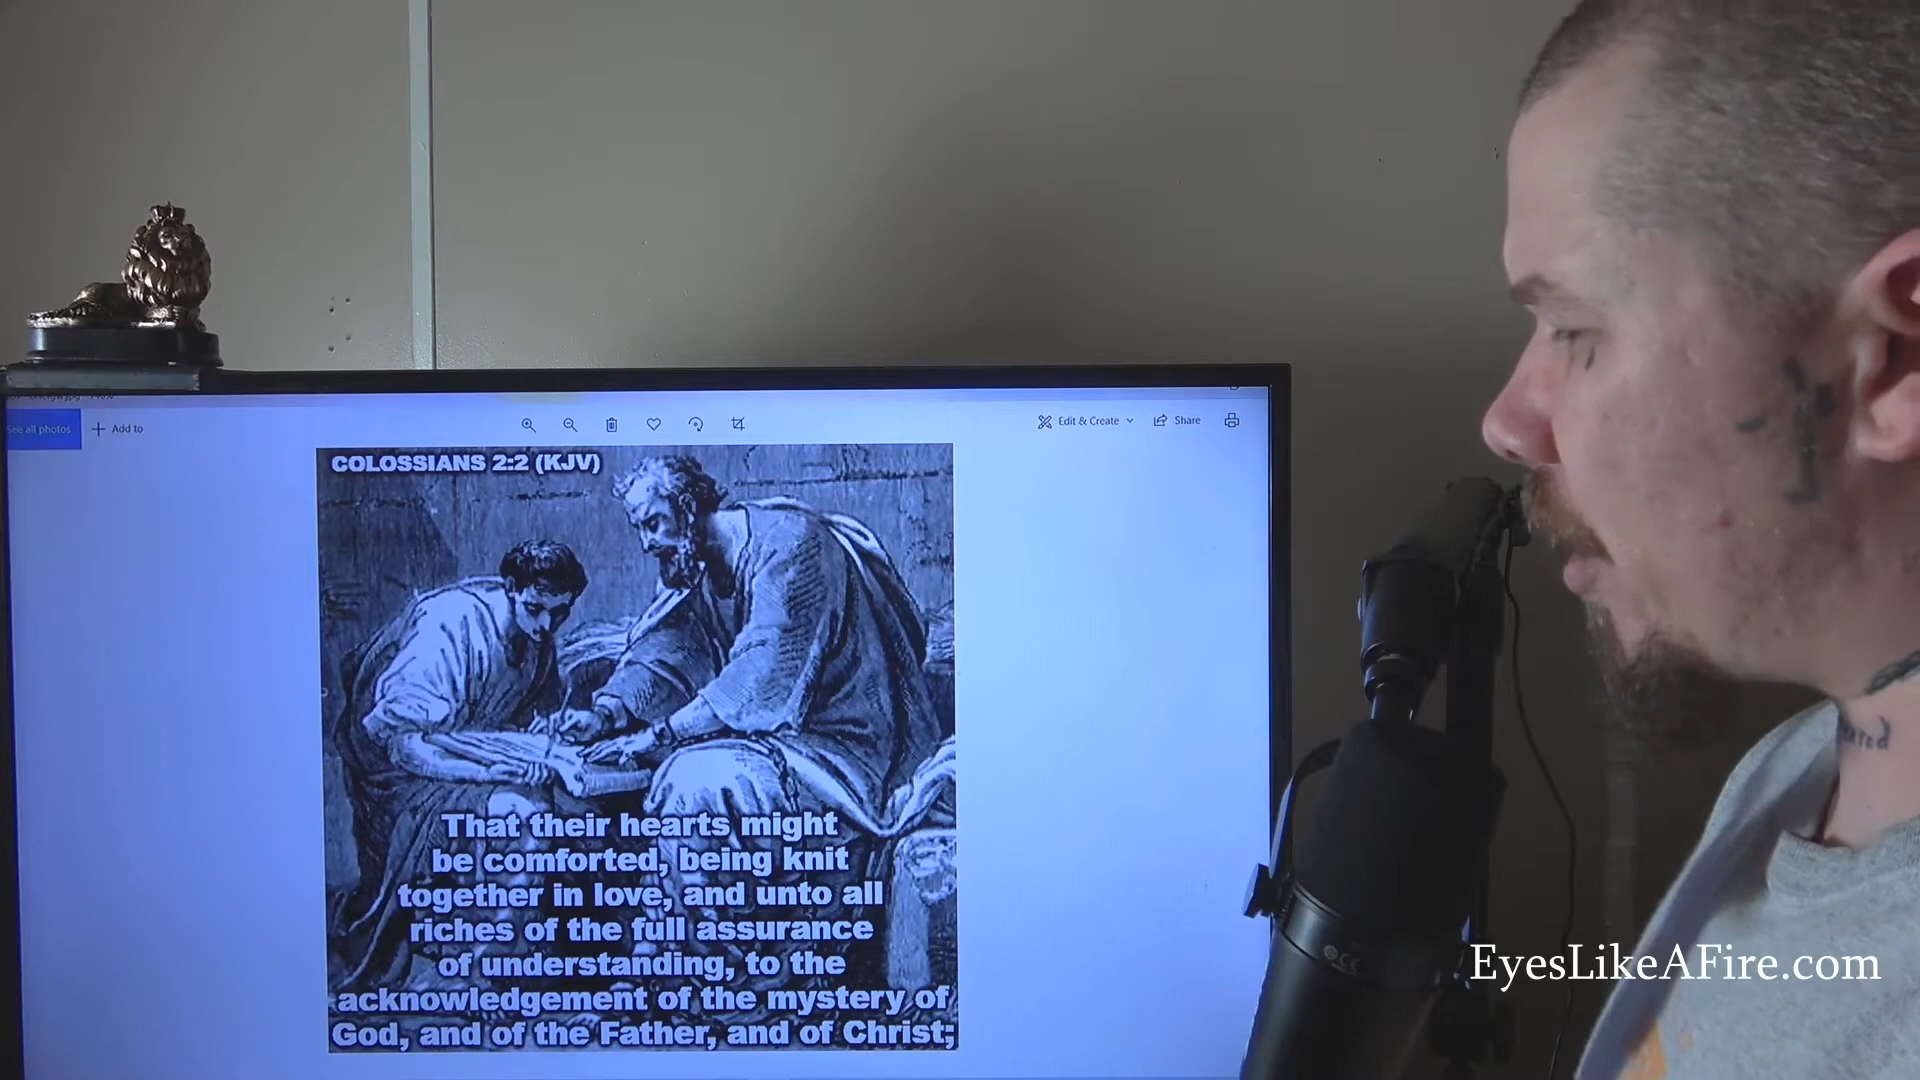 See all photos
Add to
Edit & Create
Share
COLOSSIANS 2:2 (KJV)
That their hearts might
be comforted, being knit
together in love, and unto all
riches of the full assurance
of understanding, to the
acknowledgement of the mystery of
God, and of the Father, and of Christ;
EyesLikeAFire.com